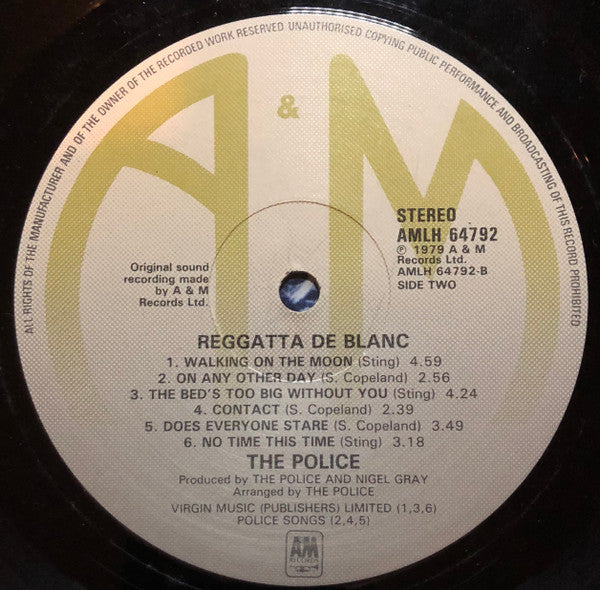 ALL RIGHTS OF THE MANUFACTURER AND OF THE OWNER OF THE RECORDED WORK RESERVED UNAUTHORISED COPYING PUBLIC PERFORMANCE AND BROADCASTING OF THIS RECORD PROHIBITED
A & M
STEREO
AMLH 64792
Ⓟ 1979 A & M
Records Ltd.
AMLH 64792-B
SIDE TWO
Original sound
recording made
by A & M
Records Ltd.
REGGATTA DE BLANC
1. WALKING ON THE MOON (Sting) 4.59
2. ON ANY OTHER DAY (S. Copeland) 2.56
3. THE BED'S TOO BIG WITHOUT YOU (Sting) 4.24
4. CONTACT (S. Copeland) 2.39
5. DOES EVERYONE STARE (S. Copeland) 3.49
6. NO TIME THIS TIME (Sting) 3.18
THE POLICE
Produced by THE POLICE AND NIGEL GRAY
Arranged by THE POLICE
VIRGIN MUSIC (PUBLISHERS) LIMITED (1,3,6)
POLICE SONGS (2,4,5)
AM
RECORDS